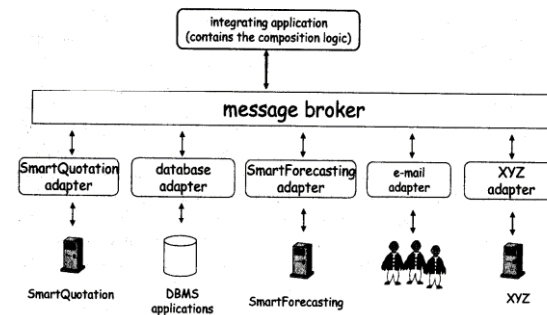 integrating application
(contains the composition logic)
message broker
SmartQuotation
adapter
database
adapter
SmartForecasting
adapter
e-mail
adapter
XYZ
adapter
SmartQuotation
DBMS
applications
SmartForecasting
XYZ